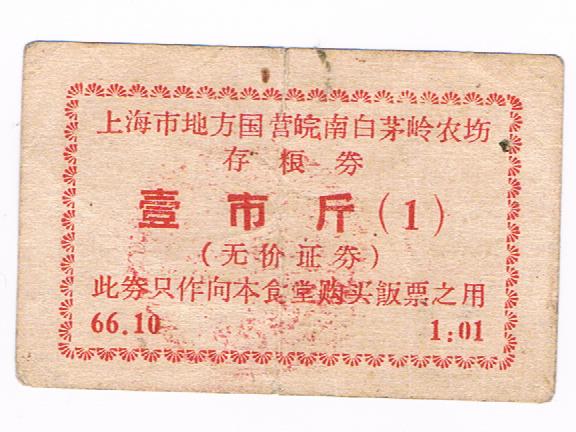 上海市地方国营皖南白茅岭农场
存粮券
壹市斤(1)
(无价证券)
此券只作向本食堂购买飯票之用
66.10 1:01